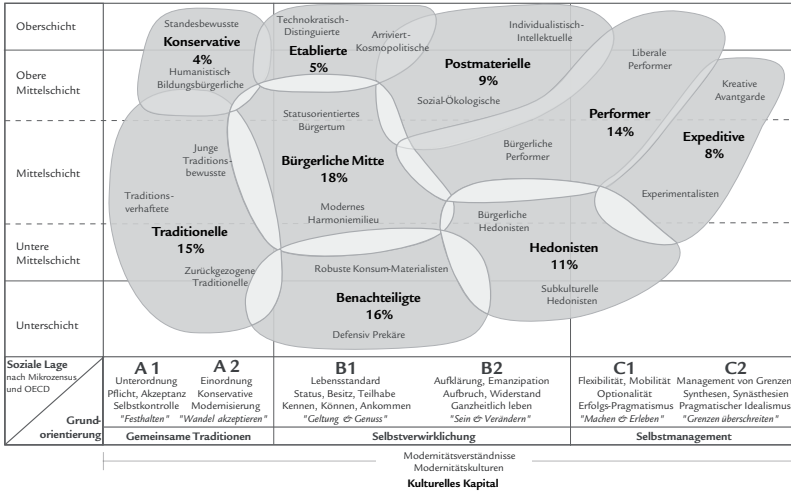 Oberschicht
Obere
Mittelschicht
Mittelschicht
Untere
Mittelschicht
Unterschicht
Standesbewusste
Konservative
4%
Humanistisch-
Bildungsbürgerliche
Technokratisch-
Distinguierte
Etablierte
5%
Arriviert-
Kosmopolitische
Individualistisch-
Intellektuelle
Postmaterielle
9%
Sozial-Ökologische
Liberale
Performer
Performer
14%
Bürgerliche
Performer
Kreative
Avantgarde
Expeditive
8%
Experimentalisten
Statusorientiertes
Bürgertum
Bürgerliche Mitte
18%
Modernes
Harmoniemilieu
Junge
Traditions-
bewusste
Traditions-
verhaftete
Traditionelle
15%
Zurückgezogene
Traditionelle
Bürgerliche
Hedonisten
Hedonisten
11%
Subkulturelle
Hedonisten
Robuste Konsum-Materialisten
Benachteiligte
16%
Defensiv Prekäre
Soziale Lage
nach Mikrozensus
und OECD
Grund-
orientierung
A 1
Unterordnung
Pflicht, Akzeptanz
Selbstkontrolle
"Festhalten"
A 2
Einordnung
Konservative
Modernisierung
"Wandel akzeptieren"
B1
Lebensstandard
Status, Besitz, Teilhabe
Kennen, Können, Ankommen
"Geltung & Genuss"
B2
Aufklärung, Emanzipation
Aufbruch, Widerstand
Ganzheitlich leben
"Sein & Verändern"
C1
Flexibilität, Mobilität
Optionalität
Erfolgs-Pragmatismus
"Machen & Erleben"
C2
Management von Grenzen
Synthesen, Synästhesien
Pragmatischer Idealismus
"Grenzen überschreiten"
Gemeinsame Traditionen
Selbstverwirklichung
Selbstmanagement
Modernitätsverständnisse
Modernitätskulturen
Kulturelles Kapital